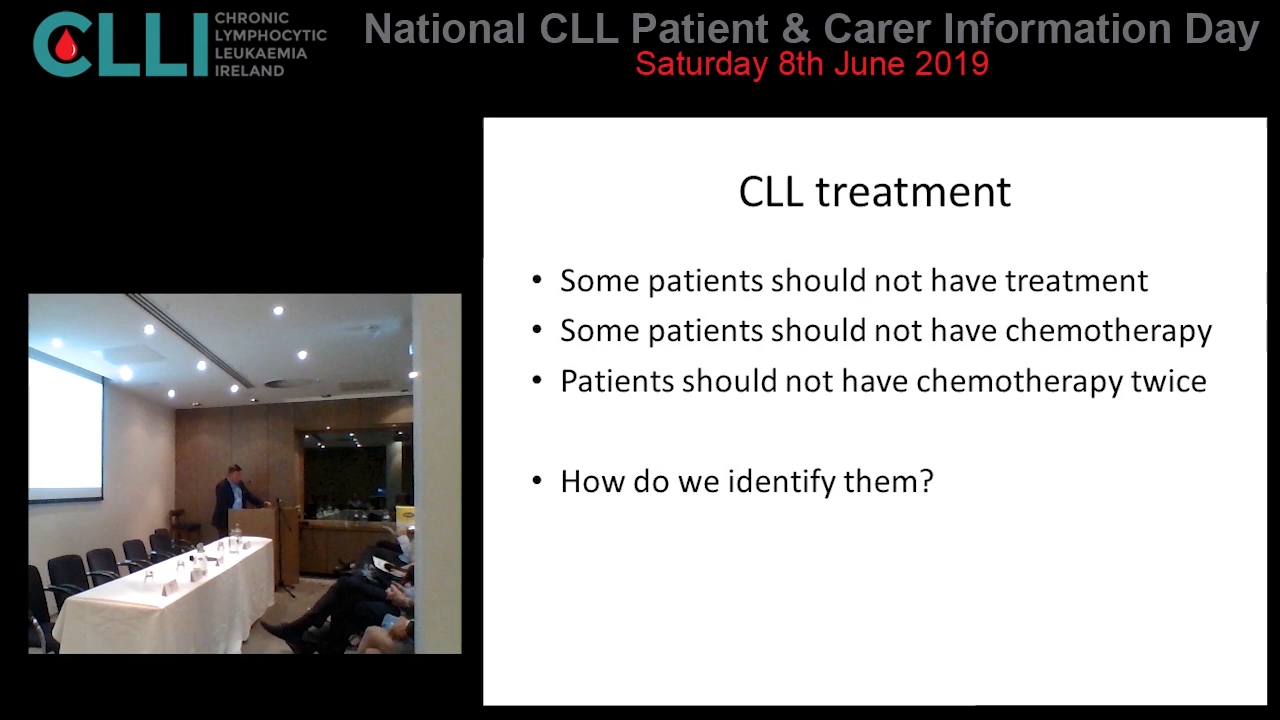 CLLI
CHRONIC
LYMPHOCYTIC
LEUKAEMIA
IRELAND
National CLL Patient & Carer Information Day
Saturday 8th June 2019
CLL treatment
• Some patients should not have treatment
• Some patients should not have chemotherapy
• Patients should not have chemotherapy twice
• How do we identify them?